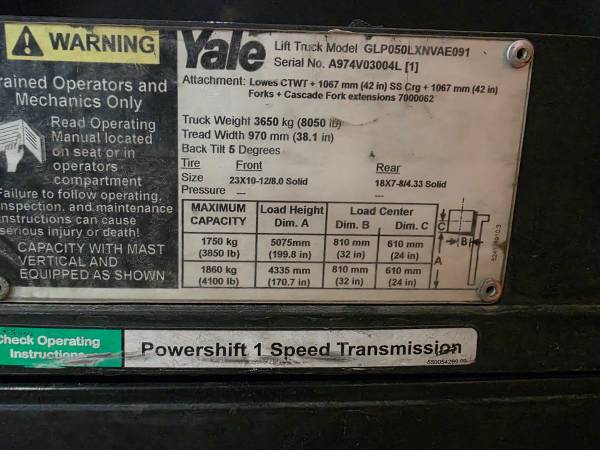 WARNING
rained Operators and
Mechanics Only
Read Operating
Manual located
on seat or in
operators
compartment
Failure to follow operating,
inspection, and maintenance
instructions can cause
serious injury or death!
CAPACITY WITH MAST
VERTICAL AND
EQUIPPED AS SHOWN
Yale
Lift Truck Model GLP050LXNVAE091
Serial No. A974V03004L [1]
Attachment: Lowes CTWT + 1067 mm (42 in) SS Crg + 1067 mm (42 in)
Forks + Cascade Fork extensions 7000062
Truck Weight 3650 kg (8050 lb)
Tread Width 970 mm (38.1 in)
Back Tilt 5 Degrees
Tire Front Rear
Size 23X10-12/8.0 Solid 18X7-8/4.33 Solid
Pressure --- ---
MAXIMUM CAPACITY Load Height Dim. A Load Center Dim. B Dim. C
1750 kg (3850 lb) 5075mm (199.8 in) 810 mm (32 in) 610 mm (24 in)
1860 kg (4100 lb) 4335 mm (170.7 in) 810 mm (32 in) 610 mm (24 in)
C
B
A
Check Operating
Instructions
Powershift 1 Speed Transmission